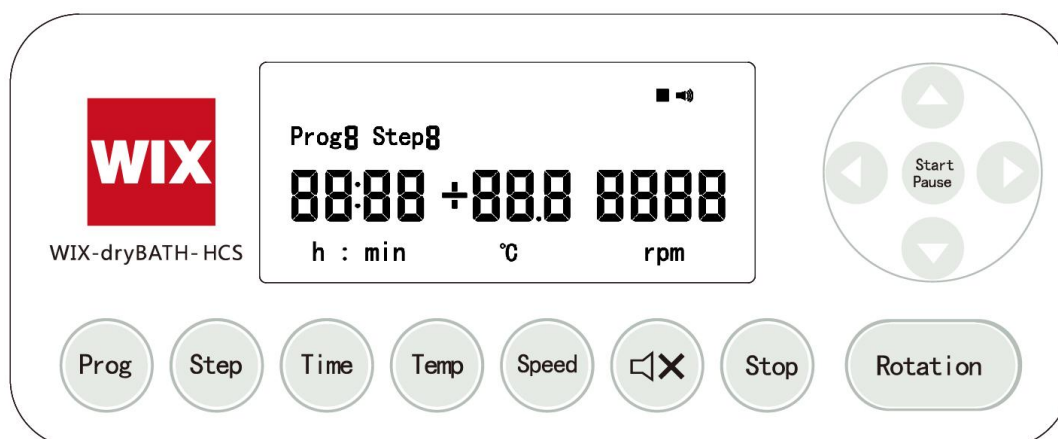 WIX
WIX-dryBATH-HCS
Prog8 Step8
88:88 +88.8 8888
h : min ℃ rpm
Start
Pause
Prog Step Time Temp Speed Stop Rotation